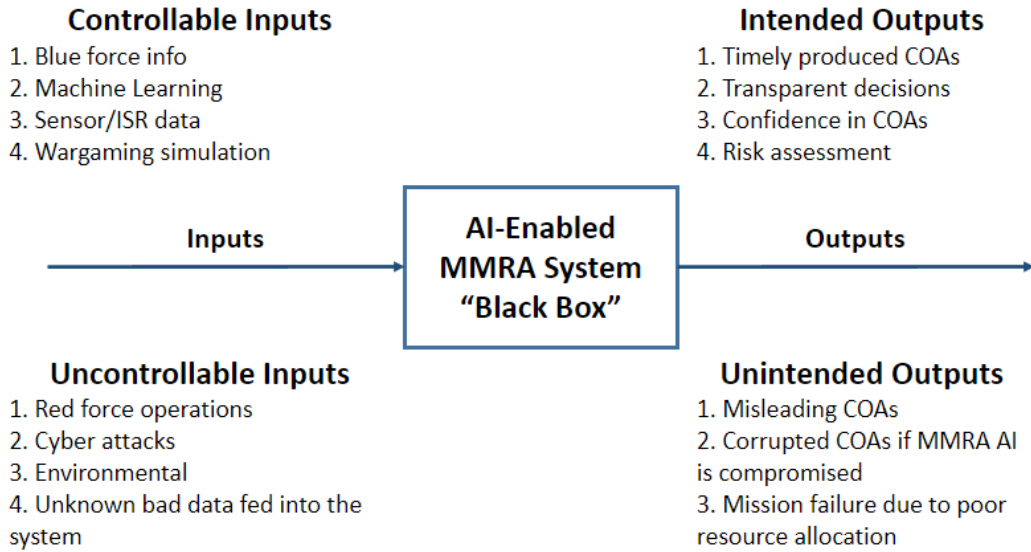 Controllable Inputs
1. Blue force info
2. Machine Learning
3. Sensor/ISR data
4. Wargaming simulation
Intended Outputs
1. Timely produced COAs
2. Transparent decisions
3. Confidence in COAs
4. Risk assessment
Inputs
AI-Enabled
MMRA System
“Black Box”
Outputs
Uncontrollable Inputs
1. Red force operations
2. Cyber attacks
3. Environmental
4. Unknown bad data fed into the
system
Unintended Outputs
1. Misleading COAs
2. Corrupted COAs if MMRA AI
is compromised
3. Mission failure due to poor
resource allocation